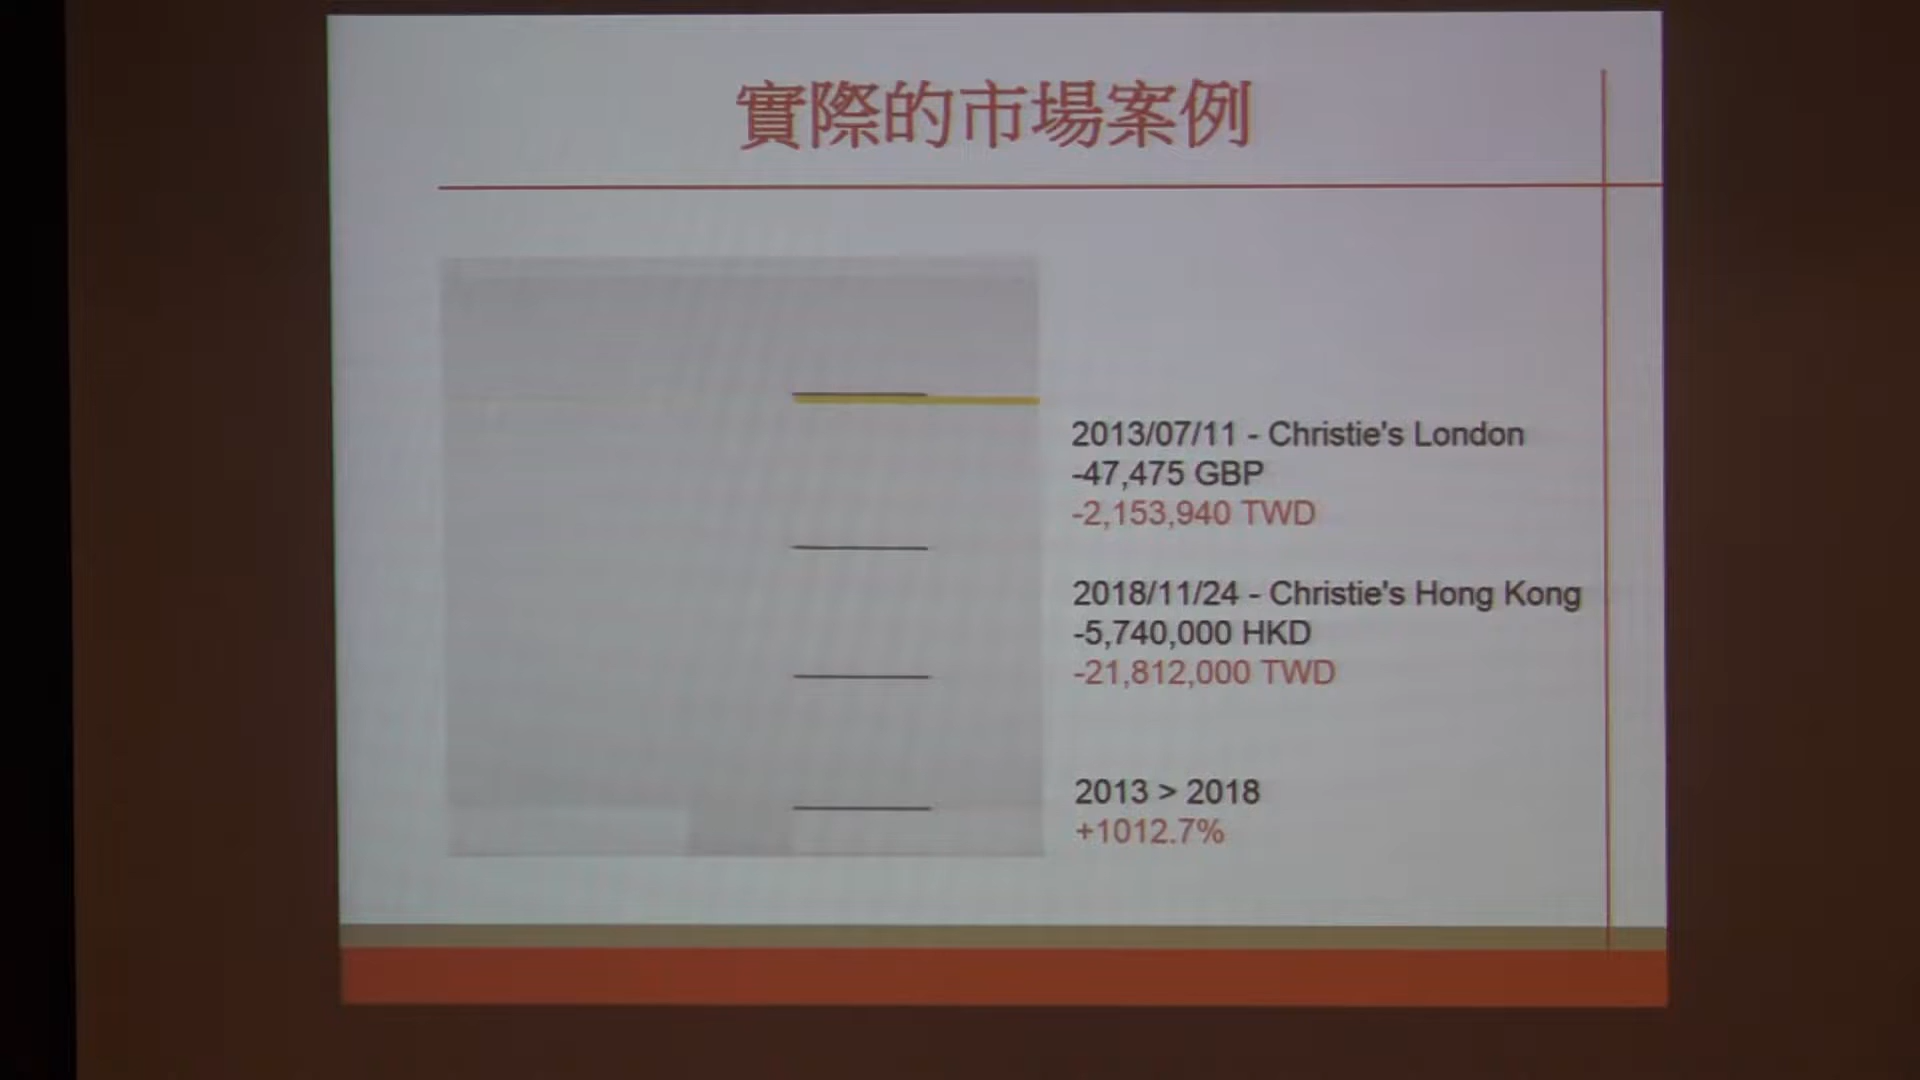 實際的市場案例
2013/07/11 - Christie's London
-47,475 GBP
-2,153,940 TWD
2018/11/24 - Christie's Hong Kong
-5,740,000 HKD
-21,812,000 TWD
2013 > 2018
+1012.7%